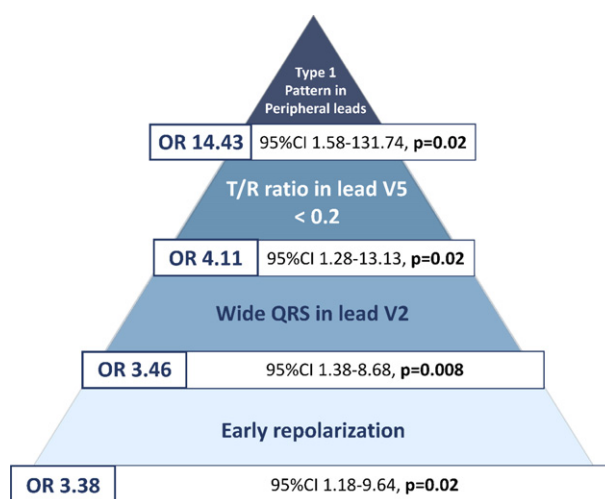 Type 1
Pattern in
Peripheral leads
OR 14.43 95%CI 1.58-131.74, p=0.02
T/R ratio in lead V5
< 0.2
OR 4.11 95%CI 1.28-13.13, p=0.02
Wide QRS in lead V2
OR 3.46 95%CI 1.38-8.68, p=0.008
Early repolarization
OR 3.38 95%CI 1.18-9.64, p=0.02